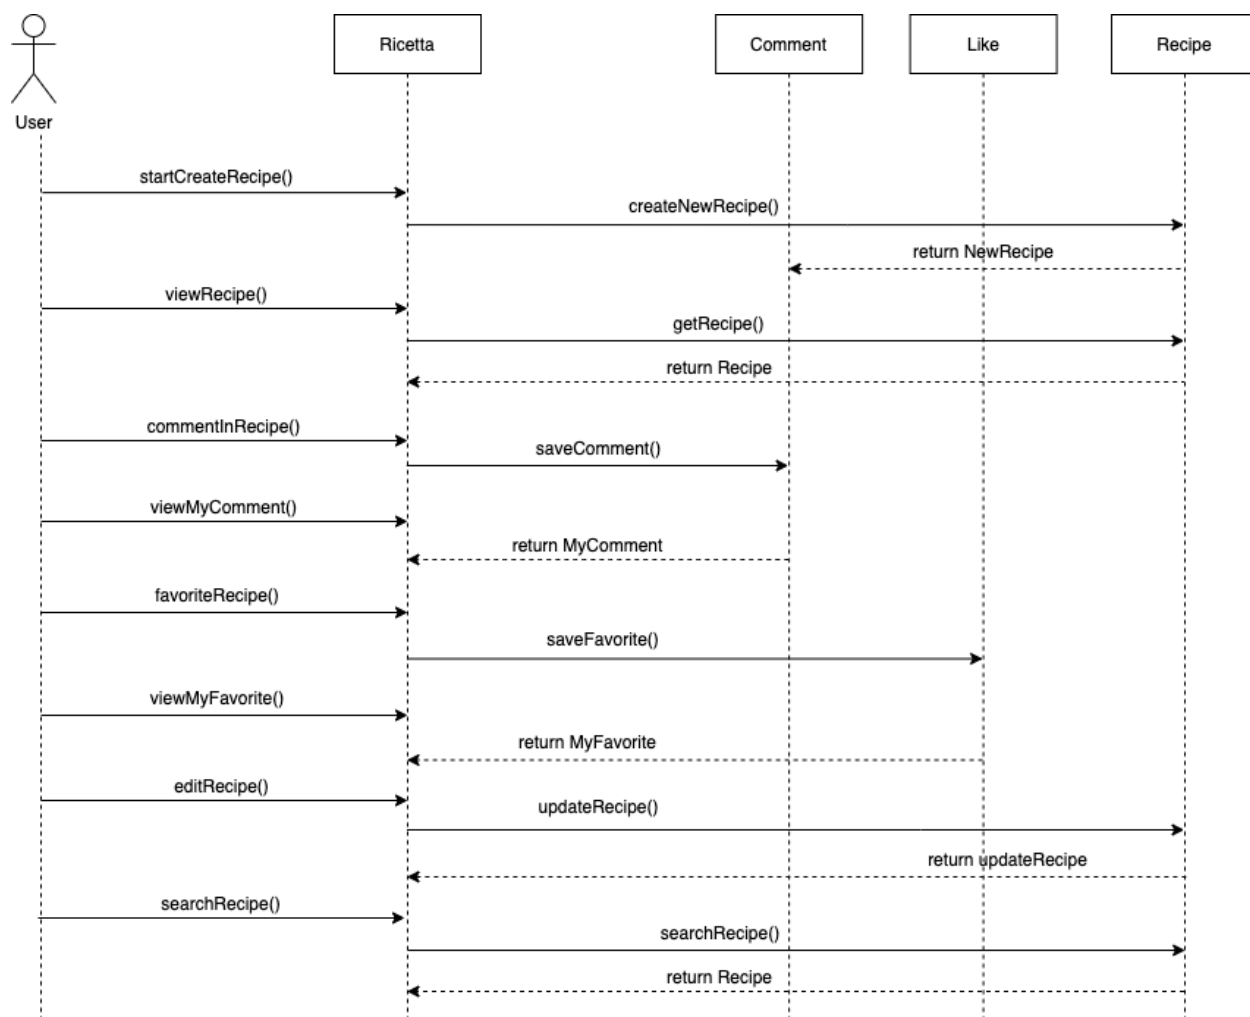 Ricetta
Comment
Like
Recipe
User
startCreateRecipe()
createNewRecipe()
return NewRecipe
viewRecipe()
getRecipe()
return Recipe
commentInRecipe()
saveComment()
viewMyComment()
return MyComment
favoriteRecipe()
saveFavorite()
viewMyFavorite()
return MyFavorite
editRecipe()
updateRecipe()
return updateRecipe
searchRecipe()
searchRecipe()
return Recipe